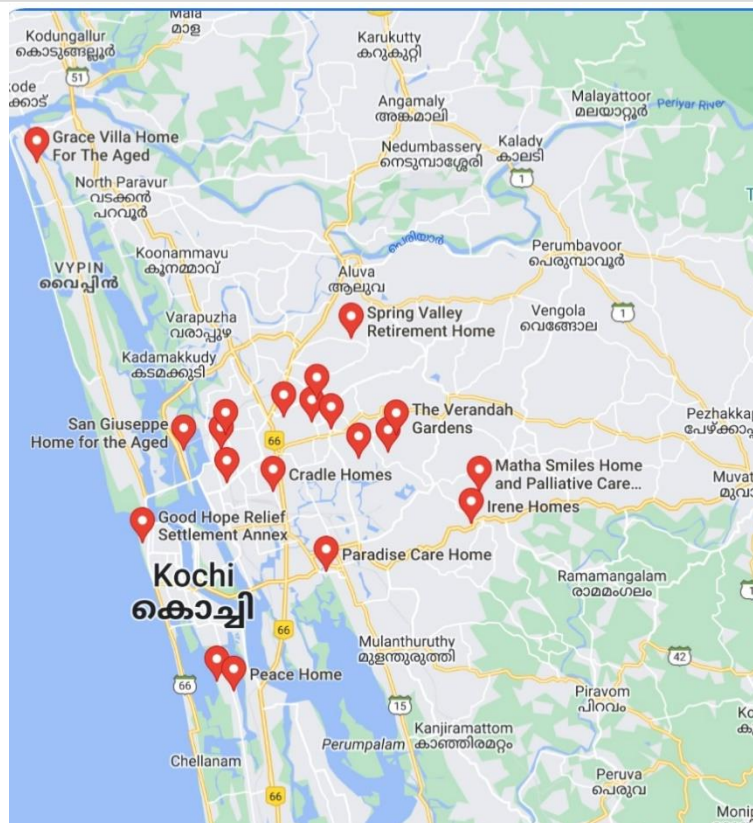 Mala
മാള
Kodungallur
കൊടുങ്ങല്ലൂർ
Karukutty
കറുകുറ്റി
51
Angamaly
അങ്കമാലി
Malayattoor
മലയാറ്റൂർ
Periyar River
Grace Villa Home
For The Aged
Nedumbassery
നെടുമ്പാശ്ശേരി
Kalady
കാലടി
1
North Paravur
വടക്കൻ
പറവൂർ
പെരിയാർ
Koonammavu
കൂനമ്മാവ്
Perumbavoor
പെരുമ്പാവൂർ
VYPIN
വൈപ്പിൻ
Aluva
ആലുവ
Varapuzha
വരാപ്പുഴ
Spring Valley
Retirement Home
Vengola
വെങ്ങോല
1
Kadamakkudy
കടമക്കുടി
San Giuseppe
Home for the Aged
66
The Verandah
Gardens
Cradle Homes
Matha Smiles Home
and Palliative Care...
Irene Homes
Good Hope Relief
Settlement Annex
Paradise Care Home
Kochi
കൊച്ചി
Ramamangalam
രാമമംഗലം
66
Mulanthuruthy
മുളന്തുരുത്തി
42
Peace Home
66
15
Piravom
പിറവം
Kanjiramattom
കാഞ്ഞിരമറ്റം
Perumpalam
Chellanam
66
Peruva
പെരുവ